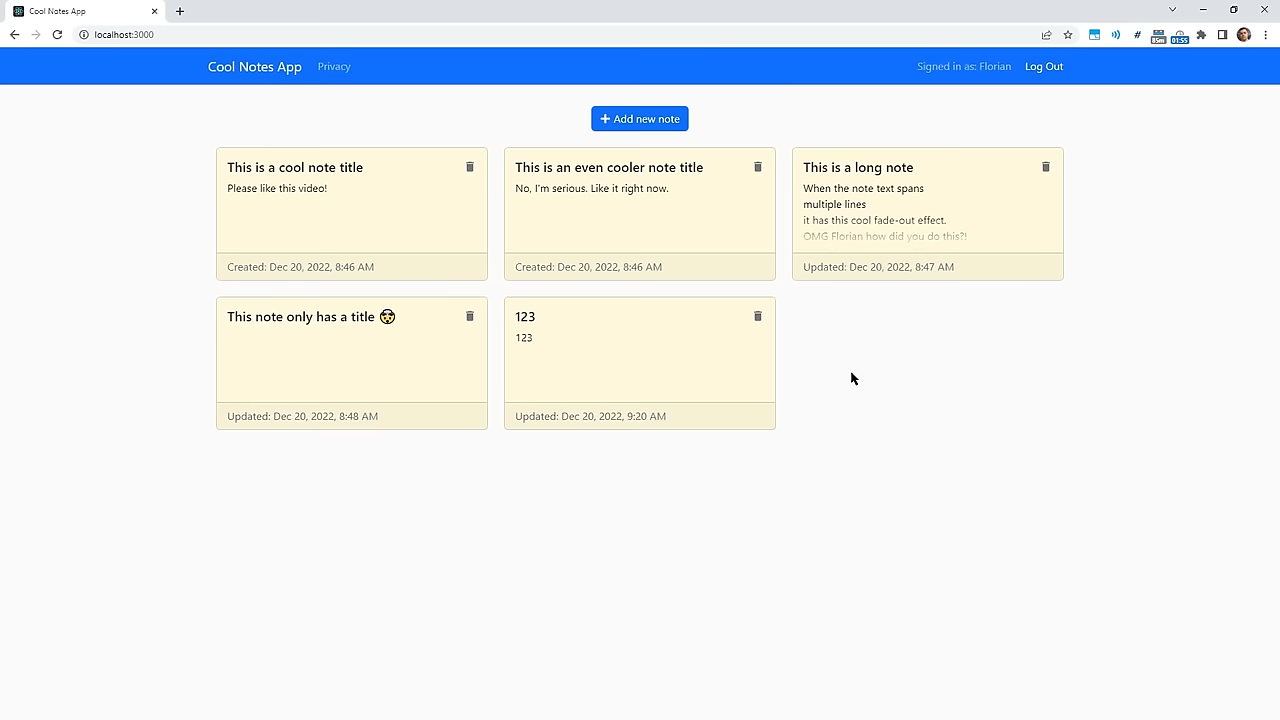 Cool Notes App
localhost:3000
01:55
Cool Notes App
Privacy
Signed in as: Florian
Log Out
Add new note
This is a cool note title
Please like this video!
Created: Dec 20, 2022, 8:46 AM
This is an even cooler note title
No, I'm serious. Like it right now.
Created: Dec 20, 2022, 8:46 AM
This is a long note
When the note text spans
multiple lines
it has this cool fade-out effect.
OMG Florian how did you do this?!
Updated: Dec 20, 2022, 8:47 AM
This note only has a title 🤯
Updated: Dec 20, 2022, 8:48 AM
123
123
Updated: Dec 20, 2022, 9:20 AM